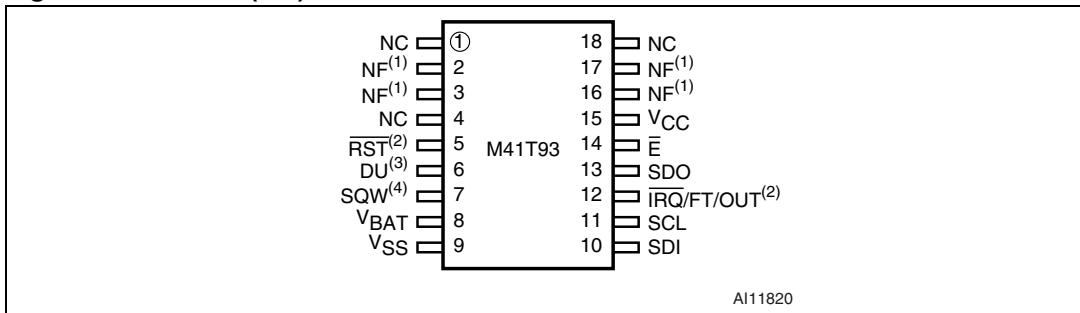 NC 1 18 NC
NF(1) 2 17 NF(1)
NF(1) 3 16 NF(1)
NC 4 15 VCC
RST(2) 5 M41T93 14 E
DU(3) 6 13 SDO
SQW(4) 7 12 IRQ/FT/OUT(2)
VBAT 8 11 SCL
VSS 9 10 SDI
AI11820